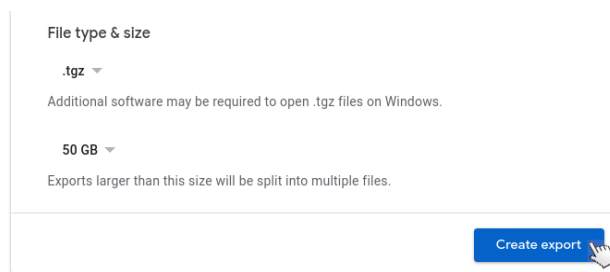 File type & size
.tgz
Additional software may be required to open .tgz files on Windows.
50 GB
Exports larger than this size will be split into multiple files.
Create export